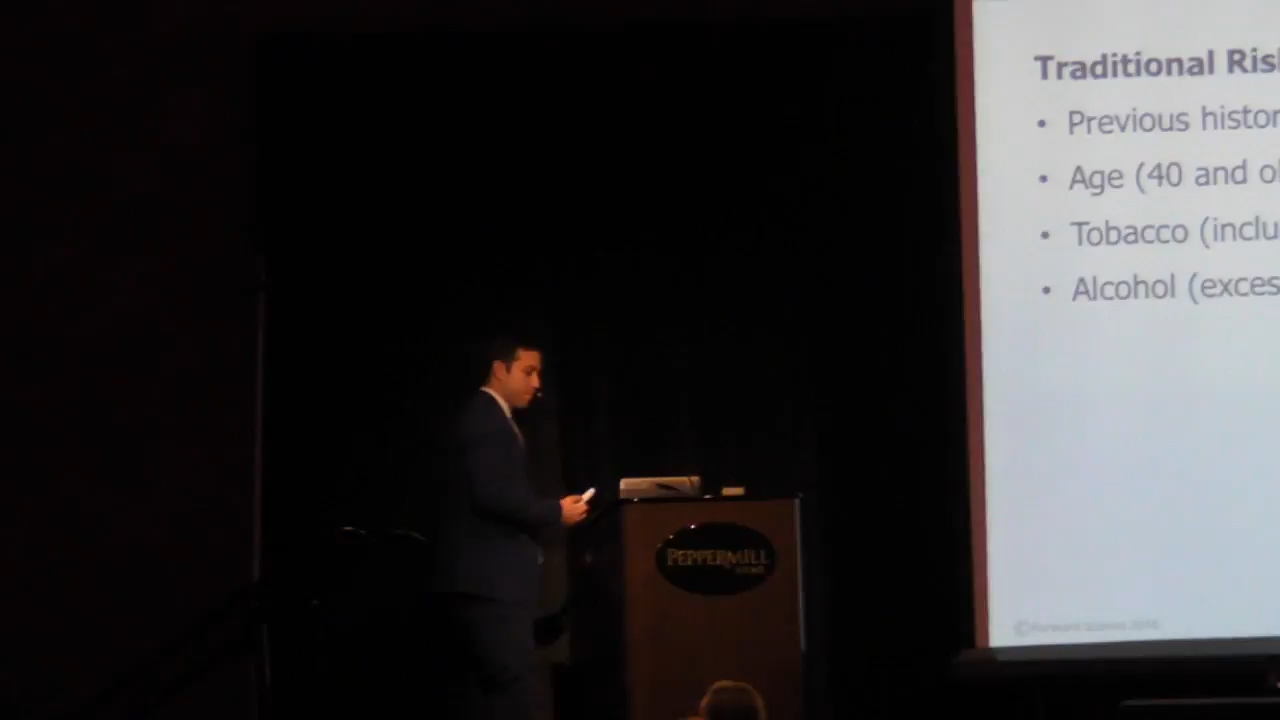 Traditional Ris
• Previous histor
• Age (40 and ol
• Tobacco (inclu
• Alcohol (exces
PEPPERMILL